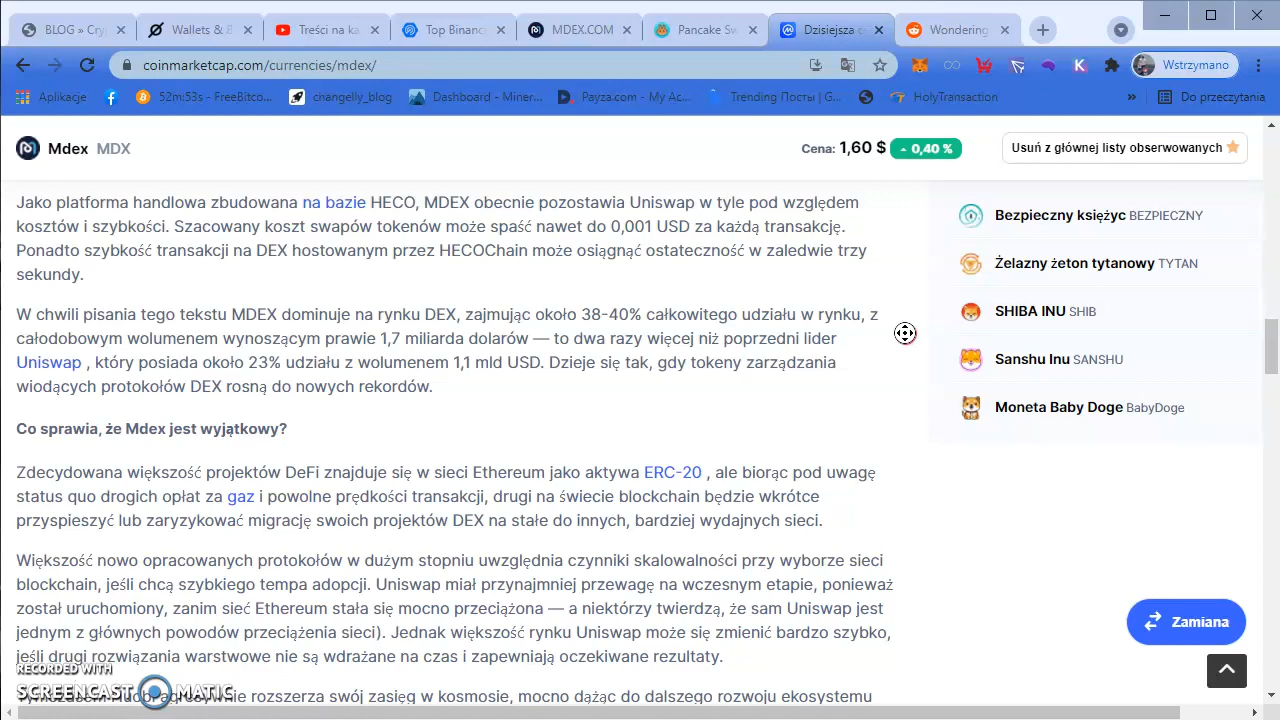 BLOG » Cry
Wallets & E
Treści na ka
Top Binanc
MDEX.COM
Pancake Sw
Dzisiejsza c
Wondering
coinmarketcap.com/currencies/mdex/
Wstrzymano
Aplikacje
52m:53s - FreeBitco...
changelly_blog
Dashboard - Miner...
Payza.com - My Ac...
Trending Посты | G...
HolyTransaction
»
Do przeczytania
Mdex MDX
Cena: 1,60 $ 0,40 %
Usuń z głównej listy obserwowanych
Jako platforma handlowa zbudowana na bazie HECO, MDEX obecnie pozostawia Uniswap w tyle pod względem
kosztów i szybkości. Szacowany koszt swapów tokenów może spaść nawet do 0,001 USD za każdą transakcję.
Ponadto szybkość transakcji na DEX hostowanym przez HECOChain może osiągnąć ostateczność w zaledwie trzy
sekundy.
W chwili pisania tego tekstu MDEX dominuje na rynku DEX, zajmując około 38-40% całkowitego udziału w rynku, z
całodobowym wolumenem wynoszącym prawie 1,7 miliarda dolarów — to dwa razy więcej niż poprzedni lider
Uniswap , który posiada około 23% udziału z wolumenem 1,1 mld USD. Dzieje się tak, gdy tokeny zarządzania
wiodących protokołów DEX rosną do nowych rekordów.
Co sprawia, że Mdex jest wyjątkowy?
Zdecydowana większość projektów DeFi znajduje się w sieci Ethereum jako aktywa ERC-20 , ale biorąc pod uwagę
status quo drogich opłat za gaz i powolne prędkości transakcji, drugi na świecie blockchain będzie wkrótce
przyspieszyć lub zaryzykować migrację swoich projektów DEX na stałe do innych, bardziej wydajnych sieci.
Większość nowo opracowanych protokołów w dużym stopniu uwzględnia czynniki skalowalności przy wyborze sieci
blockchain, jeśli chcą szybkiego tempa adopcji. Uniswap miał przynajmniej przewagę na wczesnym etapie, ponieważ
został uruchomiony, zanim sieć Ethereum stała się mocno przeciążona — a niektórzy twierdzą, że sam Uniswap jest
jednym z głównych powodów przeciążenia sieci). Jednak większość rynku Uniswap może się zmienić bardzo szybko,
jeśli drugi rozwiązania warstwowe nie są wdrażane na czas i zapewniają oczekiwane rezultaty.
rozszerza swój zasięg w kosmosie, mocno dążąc do dalszego rozwoju ekosystemu
Bezpieczny księżyc BEZPIECZNY
Żelazny żeton tytanowy TYTAN
SHIBA INU SHIB
Sanshu Inu SANSHU
Moneta Baby Doge BabyDoge
Zamiana
RECORDED WITH
SCREENCAST MATIC